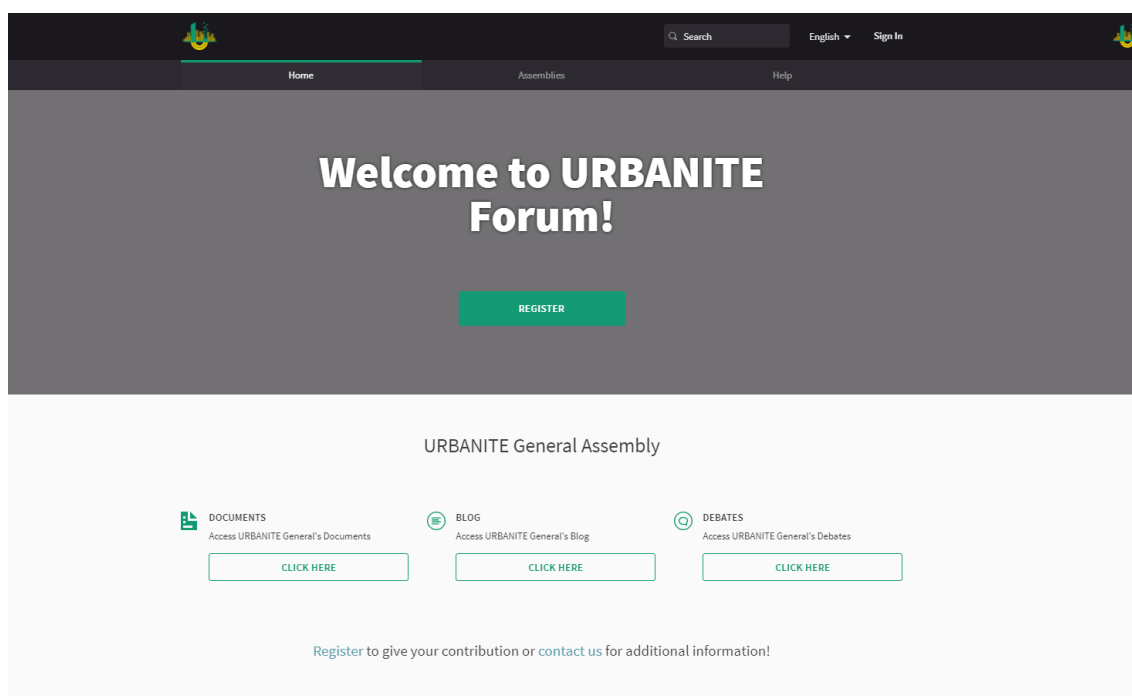 Search
English
Sign In
Home
Assemblies
Help
Welcome to URBANITE
Forum!
REGISTER
URBANITE General Assembly
DOCUMENTS
Access URBANITE General's Documents
CLICK HERE
BLOG
Access URBANITE General's Blog
CLICK HERE
DEBATES
Access URBANITE General's Debates
CLICK HERE
Register to give your contribution or contact us for additional information!